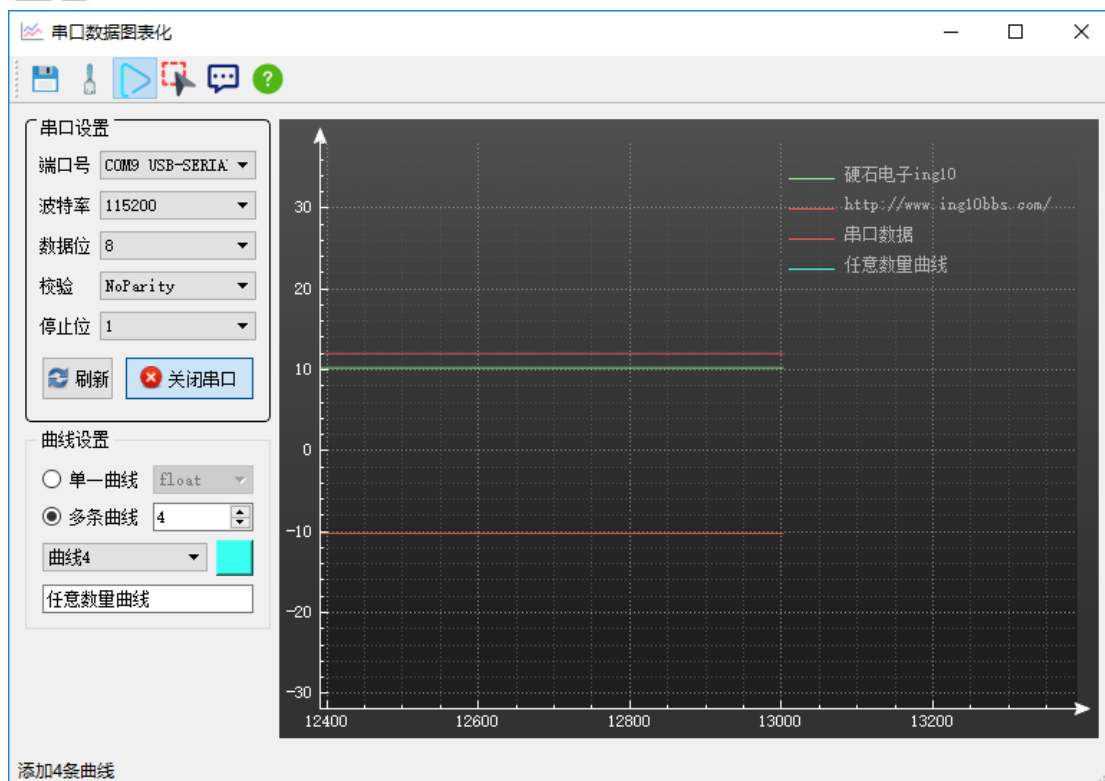 串口数据图表化
串口设置
端口号 COM9 USB-SERIA
波特率 115200
数据位 8
校验 NoParity
停止位 1
刷新 关闭串口
曲线设置
单一曲线 float
多条曲线 4
曲线4
任意数量曲线
硬石电子ing10
http://www.ing10bbs.com/
串口数据
任意数量曲线
30
20
10
0
-10
-20
-30
12400 12600 12800 13000 13200
添加4条曲线